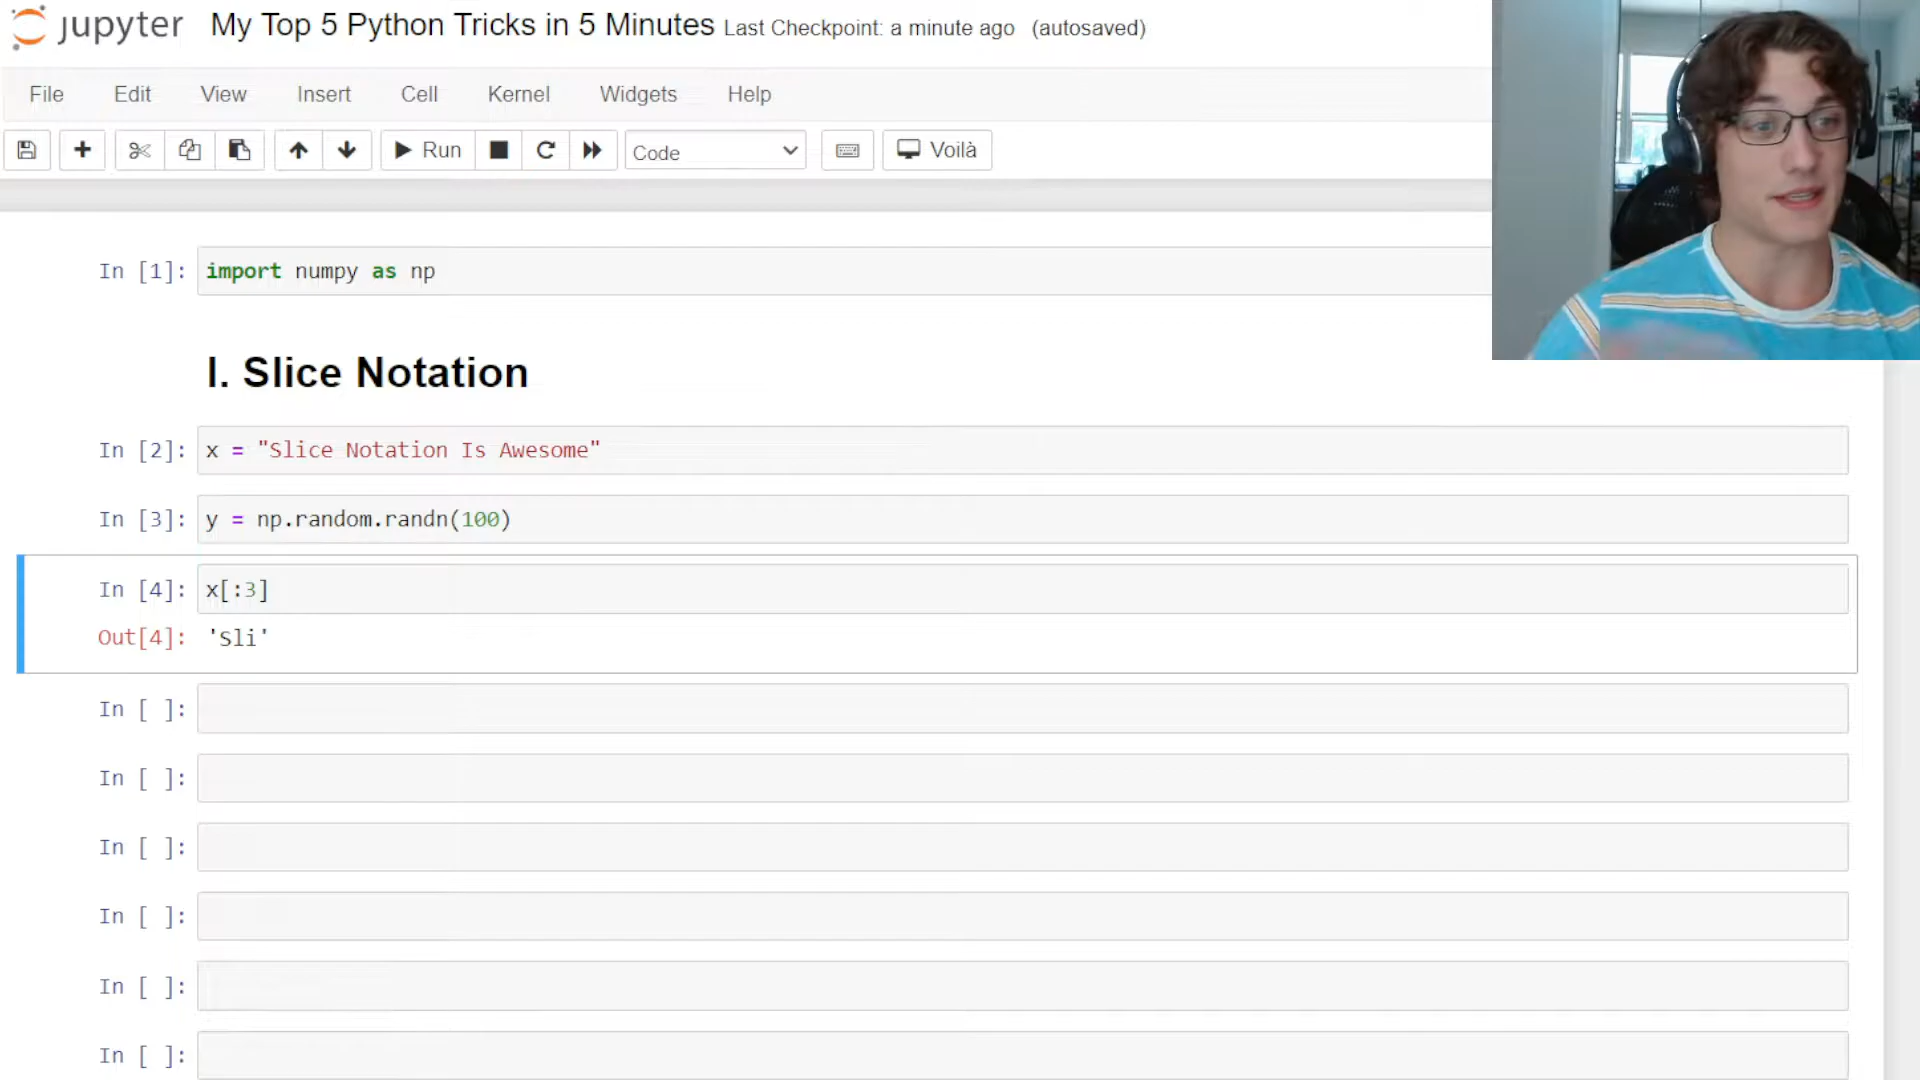 jupyter My Top 5 Python Tricks in 5 Minutes Last Checkpoint: a minute ago (autosaved)
File Edit View Insert Cell Kernel Widgets Help
Run Code Voilà
In [1]: import numpy as np
I. Slice Notation
In [2]: x = "Slice Notation Is Awesome"
In [3]: y = np.random.randn(100)
In [4]: x[:3]
Out[4]: 'Sli'
In [ ]:
In [ ]:
In [ ]:
In [ ]:
In [ ]:
In [ ]: